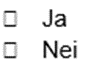 □ Ja
□ Nei